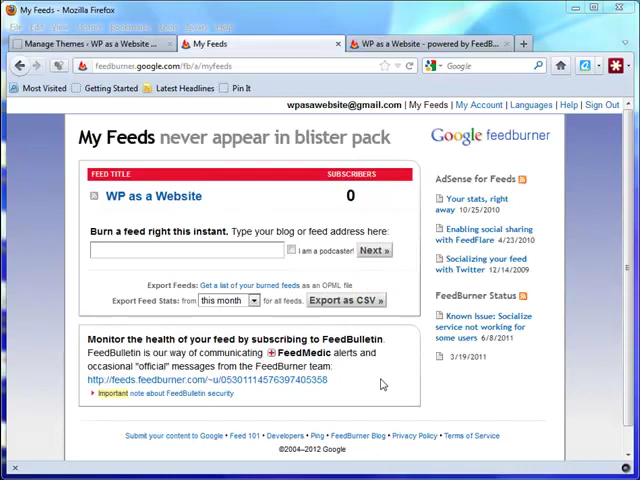 My Feeds - Mozilla Firefox
File Edit View History Bookmarks Tools Help
Manage Themes ‹ WP as a Website ...
My Feeds
WP as a Website - powered by FeedB...
feedburner.google.com/fb/a/myfeeds
Google
Most Visited Getting Started Latest Headlines Pin It
wpasawebsite@gmail.com | My Feeds | My Account | Languages | Help | Sign Out
My Feeds never appear in blister pack
Google feedburner
FEED TITLE SUBSCRIBERS
WP as a Website 0
Burn a feed right this instant. Type your blog or feed address here:
I am a podcaster! Next »
Export Feeds: Get a list of your burned feeds as an OPML file
Export Feed Stats: from this month for all feeds. Export as CSV »
Monitor the health of your feed by subscribing to FeedBulletin.
FeedBulletin is our way of communicating FeedMedic alerts and
occasional "official" messages from the FeedBurner team:
http://feeds.feedburner.com/~u/05301114576397405358
Important note about FeedBulletin security
AdSense for Feeds
Your stats, right
away 10/25/2010
Enabling social sharing
with FeedFlare 4/23/2010
Socializing your feed
with Twitter 12/14/2009
FeedBurner Status
Known Issue: Socialize
service not working for
some users 6/8/2011
3/19/2011
Submit your content to Google • Feed 101 • Developers • Ping • FeedBurner Blog • Privacy Policy • Terms of Service
©2004–2012 Google